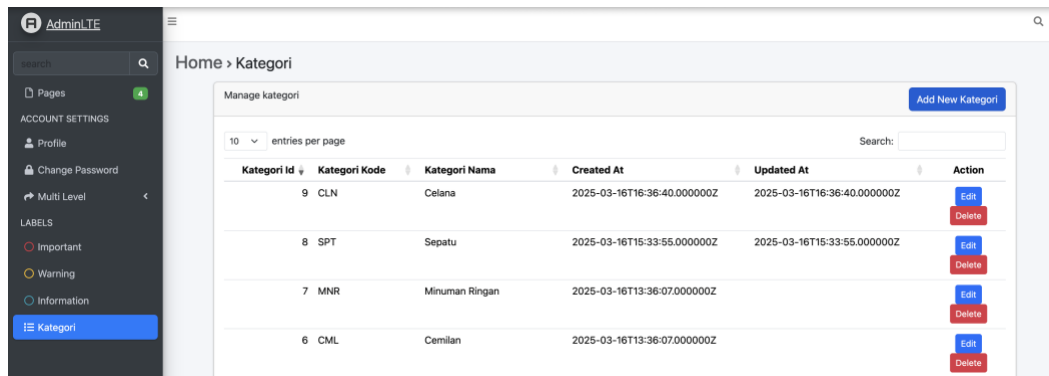 AdminLTE
search
Home › Kategori
Pages 4
Manage kategori
Add New Kategori
ACCOUNT SETTINGS
Profile
Change Password
Multi Level
LABELS
Important
Warning
Information
Kategori
10 entries per page
Search:
Kategori Id Kategori Kode Kategori Nama Created At Updated At Action
9 CLN Celana 2025-03-16T16:36:40.000000Z 2025-03-16T16:36:40.000000Z Edit
Delete
8 SPT Sepatu 2025-03-16T15:33:55.000000Z 2025-03-16T15:33:55.000000Z Edit
Delete
7 MNR Minuman Ringan 2025-03-16T13:36:07.000000Z Edit
Delete
6 CML Cemilan 2025-03-16T13:36:07.000000Z Edit
Delete